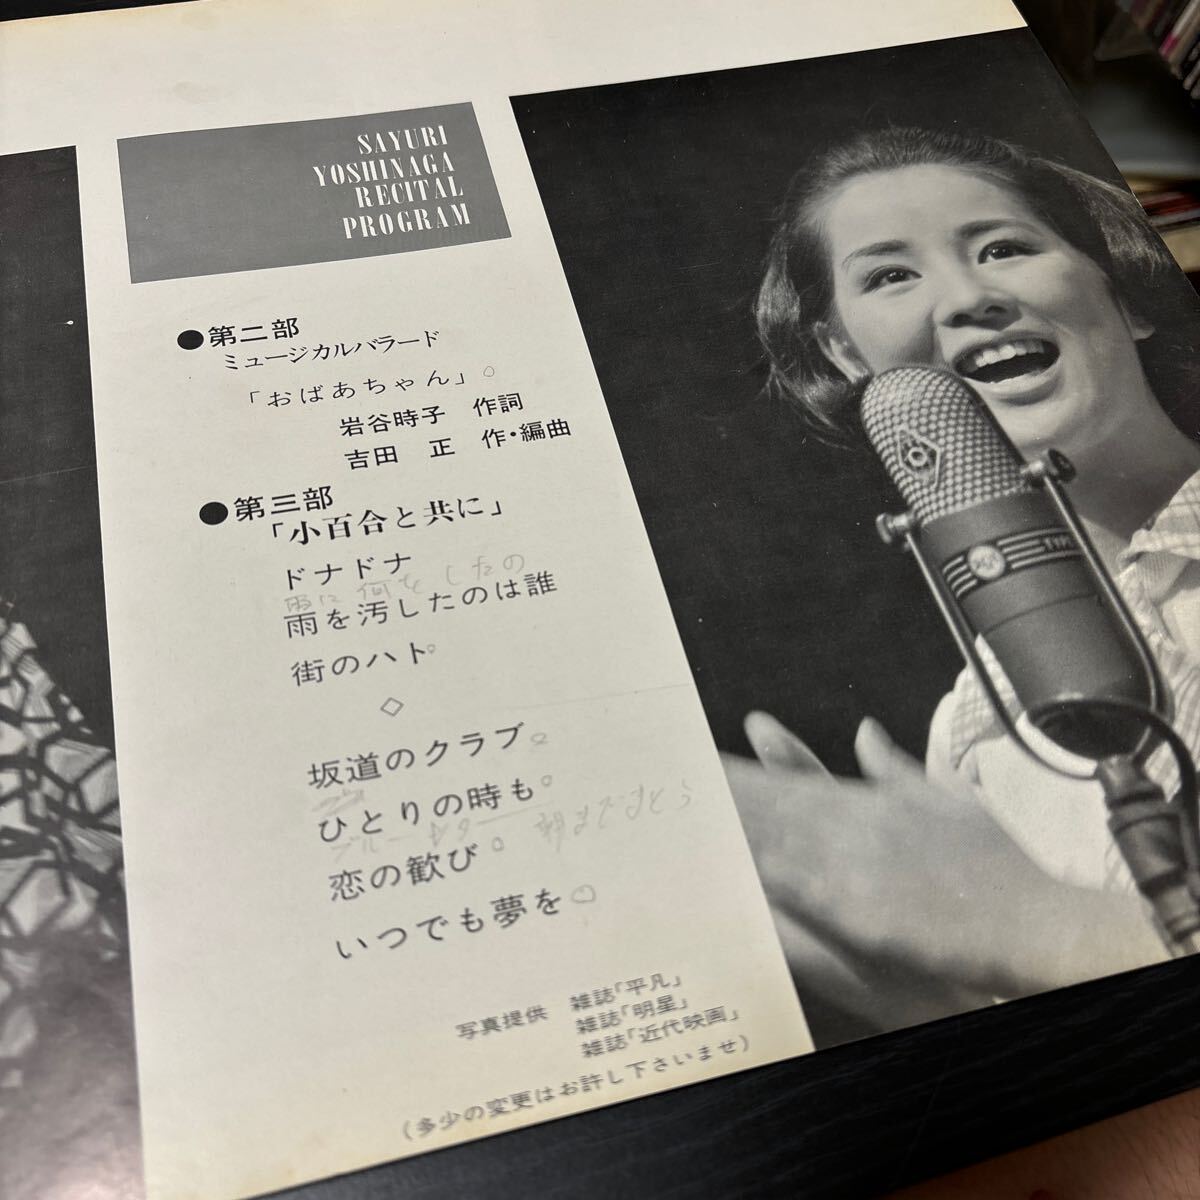 SAYURI
YOSHINAGA
RECITAL
PROGRAM
●第二部
ミュージカルバラード
「おばあちゃん」。
岩谷時子 作詞
吉田 正 作・編曲
●第三部
「小百合と共に」
ドナドナ
雨に何をしたの
雨を汚したのは誰
街のハト
◇
坂道のクラブ
ひとりの時も
ブルー
恋の歓び
いつでも夢を
写真提供 雑誌「平凡」
雑誌「明星」
雑誌「近代映画」
(多少の変更はお許し下さいませ)
TYPE